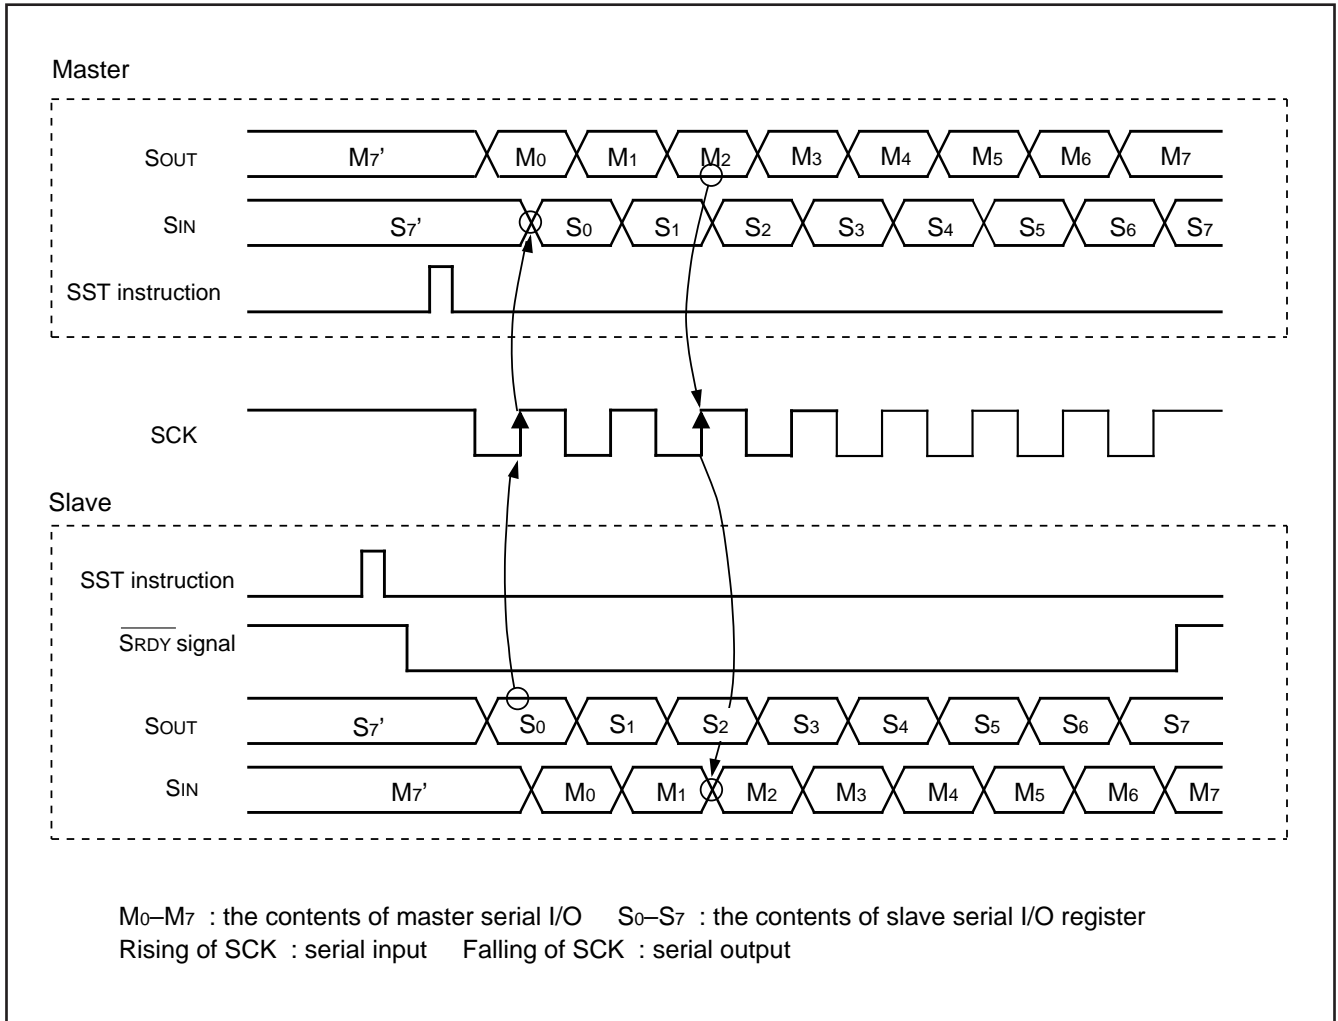 Master
SOUT M7’ M0 M1 M2 M3 M4 M5 M6 M7
SIN S7’ S0 S1 S2 S3 S4 S5 S6 S7
SST instruction
SCK
Slave
SST instruction
SRDY signal
SOUT S7’ S0 S1 S2 S3 S4 S5 S6 S7
SIN M7’ M0 M1 M2 M3 M4 M5 M6 M7
M0–M7 : the contents of master serial I/O S0–S7 : the contents of slave serial I/O register
Rising of SCK : serial input Falling of SCK : serial output